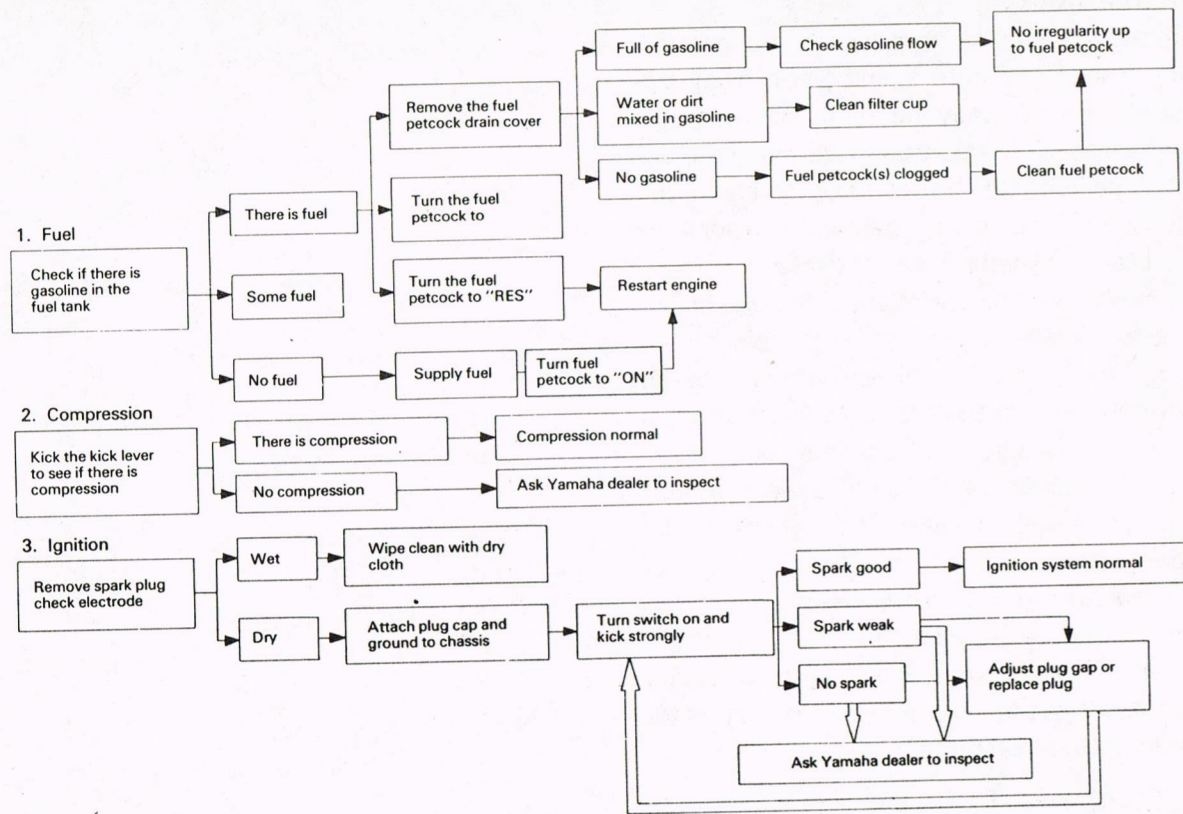 1. Fuel
Check if there is
gasoline in the
fuel tank
There is fuel
Some fuel
No fuel
Remove the fuel
petcock drain cover
Turn the fuel
petcock to
Turn the fuel
petcock to "RES"
Supply fuel
Turn fuel
petcock to "ON"
Restart engine
Full of gasoline
Check gasoline flow
No irregularity up
to fuel petcock
Water or dirt
mixed in gasoline
Clean filter cup
No gasoline
Fuel petcock(s) clogged
Clean fuel petcock
2. Compression
Kick the kick lever
to see if there is
compression
There is compression
Compression normal
No compression
Ask Yamaha dealer to inspect
3. Ignition
Remove spark plug
check electrode
Wet
Wipe clean with dry
cloth
Dry
Attach plug cap and
ground to chassis
Turn switch on and
kick strongly
Spark good
Ignition system normal
Spark weak
No spark
Adjust plug gap or
replace plug
Ask Yamaha dealer to inspect